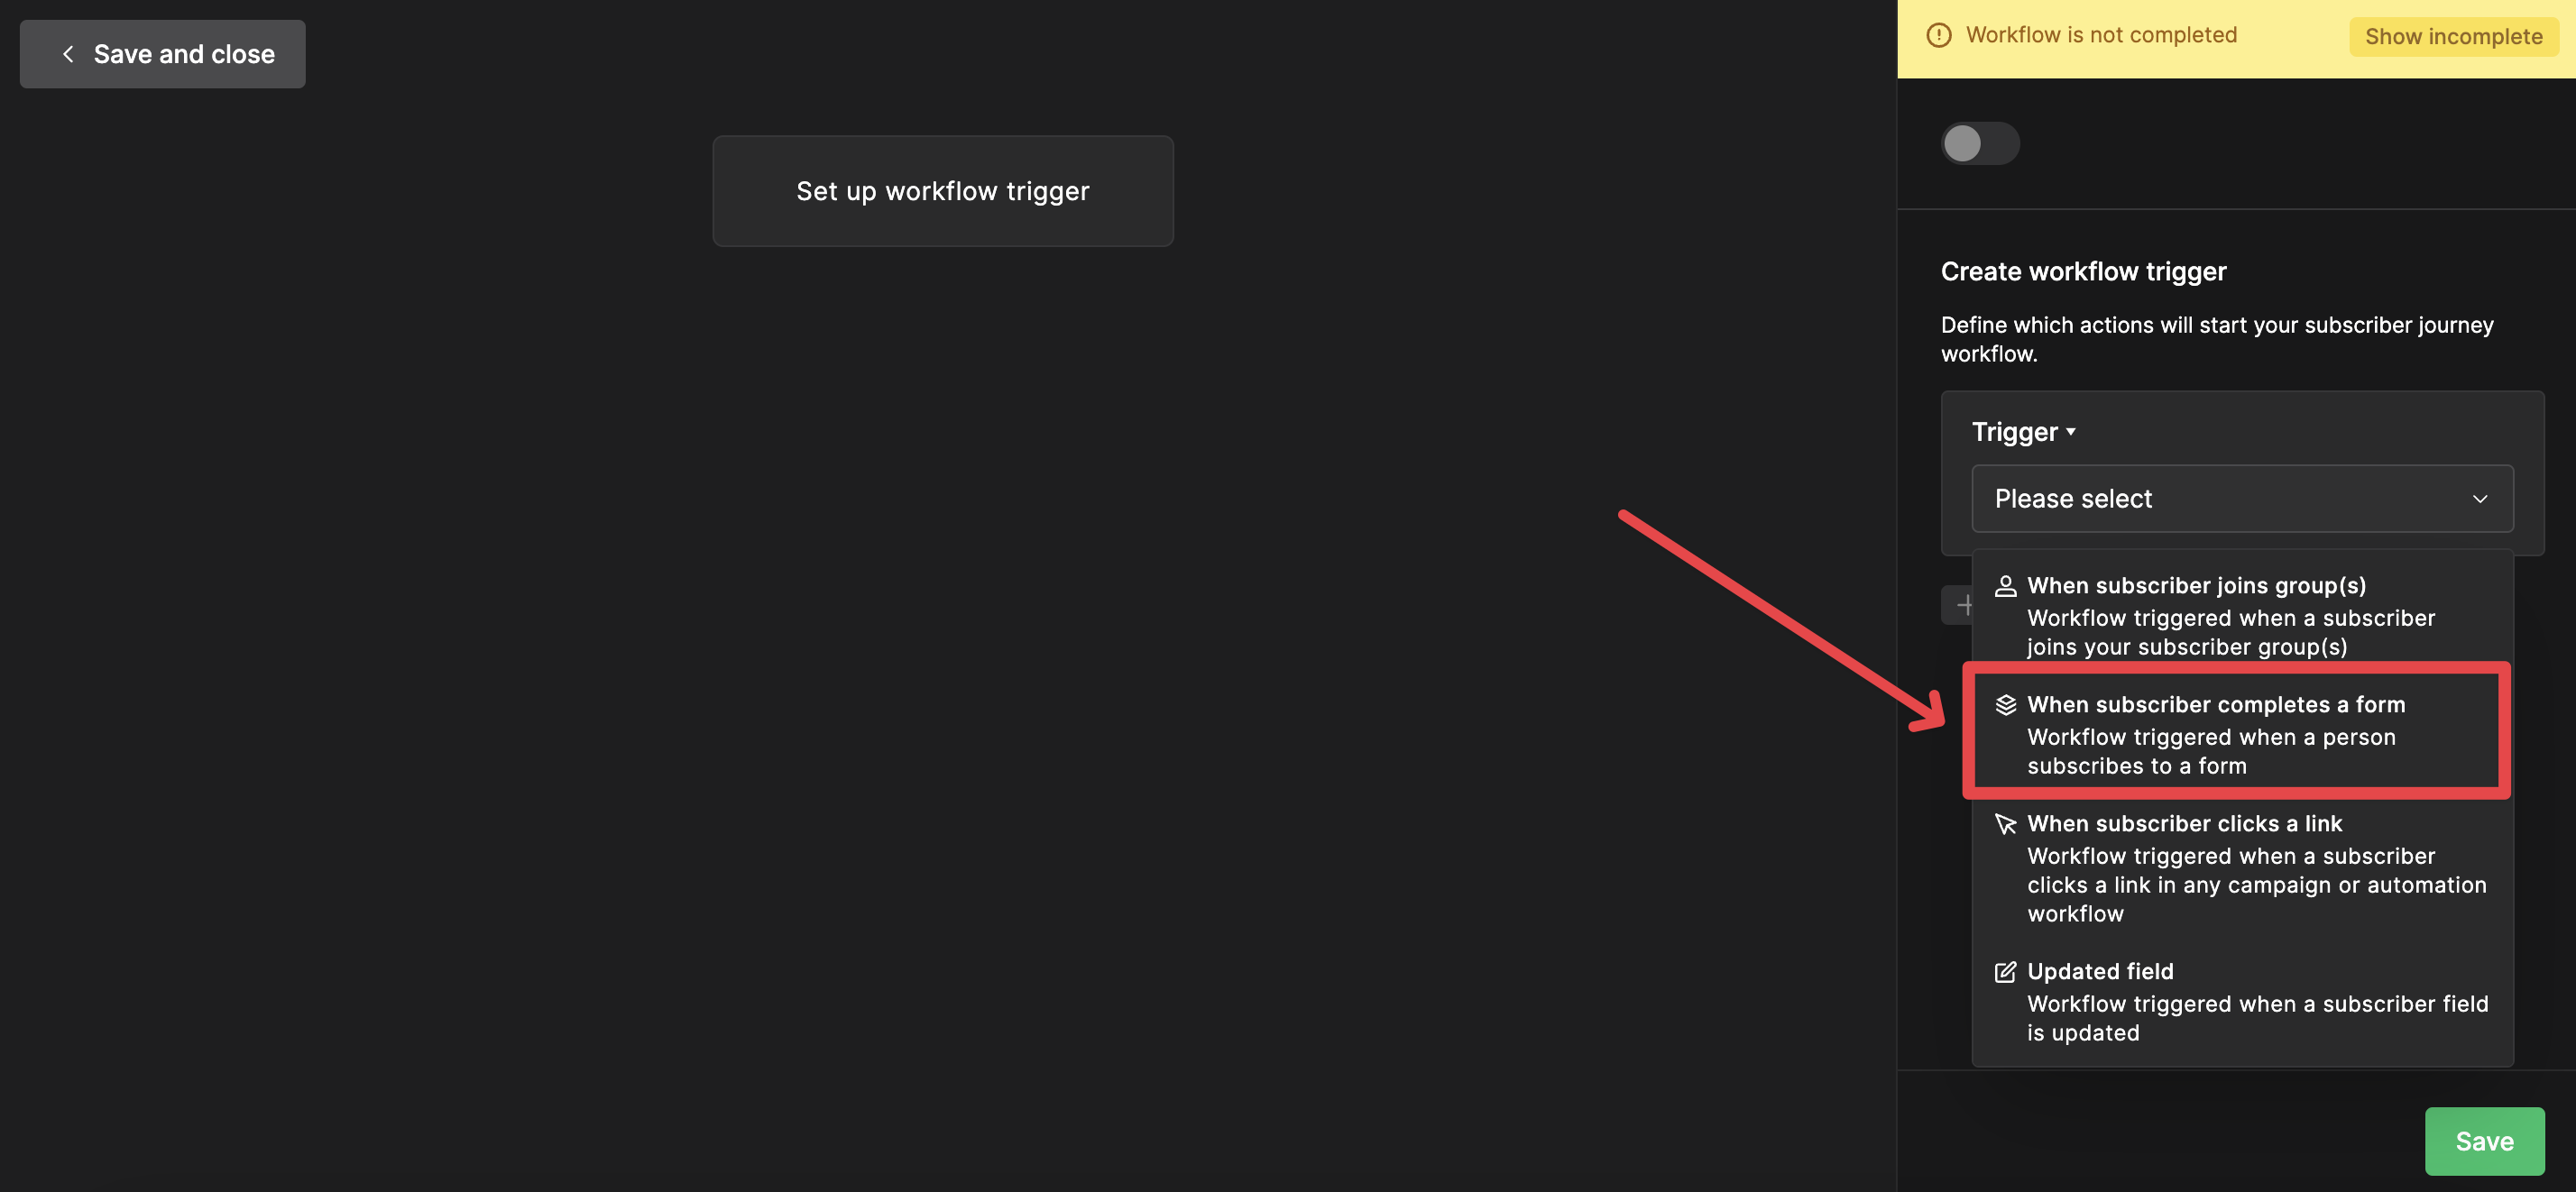 Save and close
Workflow is not completed
Show incomplete
Set up workflow trigger
Create workflow trigger
Define which actions will start your subscriber journey
workflow.
Trigger
Please select
When subscriber joins group(s)
Workflow triggered when a subscriber
joins your subscriber group(s)
When subscriber completes a form
Workflow triggered when a person
subscribes to a form
When subscriber clicks a link
Workflow triggered when a subscriber
clicks a link in any campaign or automation
workflow
Updated field
Workflow triggered when a subscriber field
is updated
Save